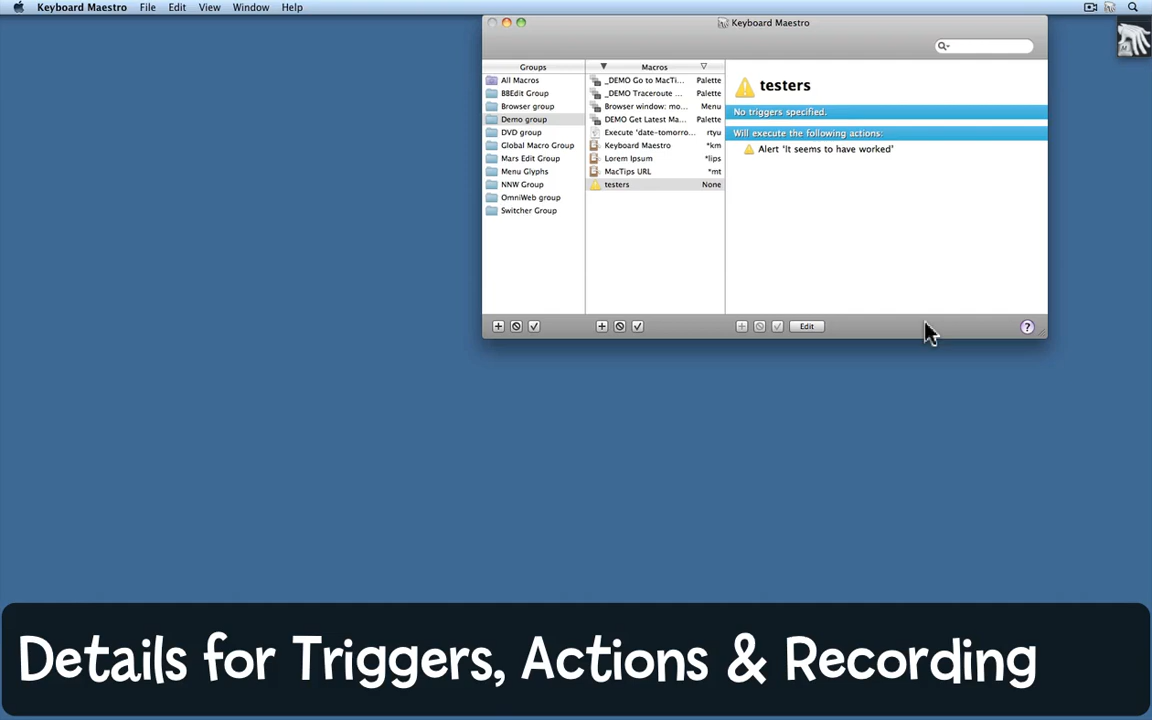 Keyboard Maestro File Edit View Window Help
Keyboard Maestro
Groups
All Macros
BBEdit Group
Browser group
Demo group
DVD group
Global Macro Group
Mars Edit Group
Menu Glyphs
NNW Group
OmniWeb group
Switcher Group
Macros
_DEMO Go to MacTi... Palette
_DEMO Traceroute ... Palette
Browser window: mo... Menu
DEMO Get Latest Ma... Palette
Execute 'date-tomorro... rtyu
Keyboard Maestro *km
Lorem Ipsum *lips
MacTips URL *mt
testers None
testers
No triggers specified.
Will execute the following actions:
Alert 'It seems to have worked'
Edit
?
Details for Triggers, Actions & Recording